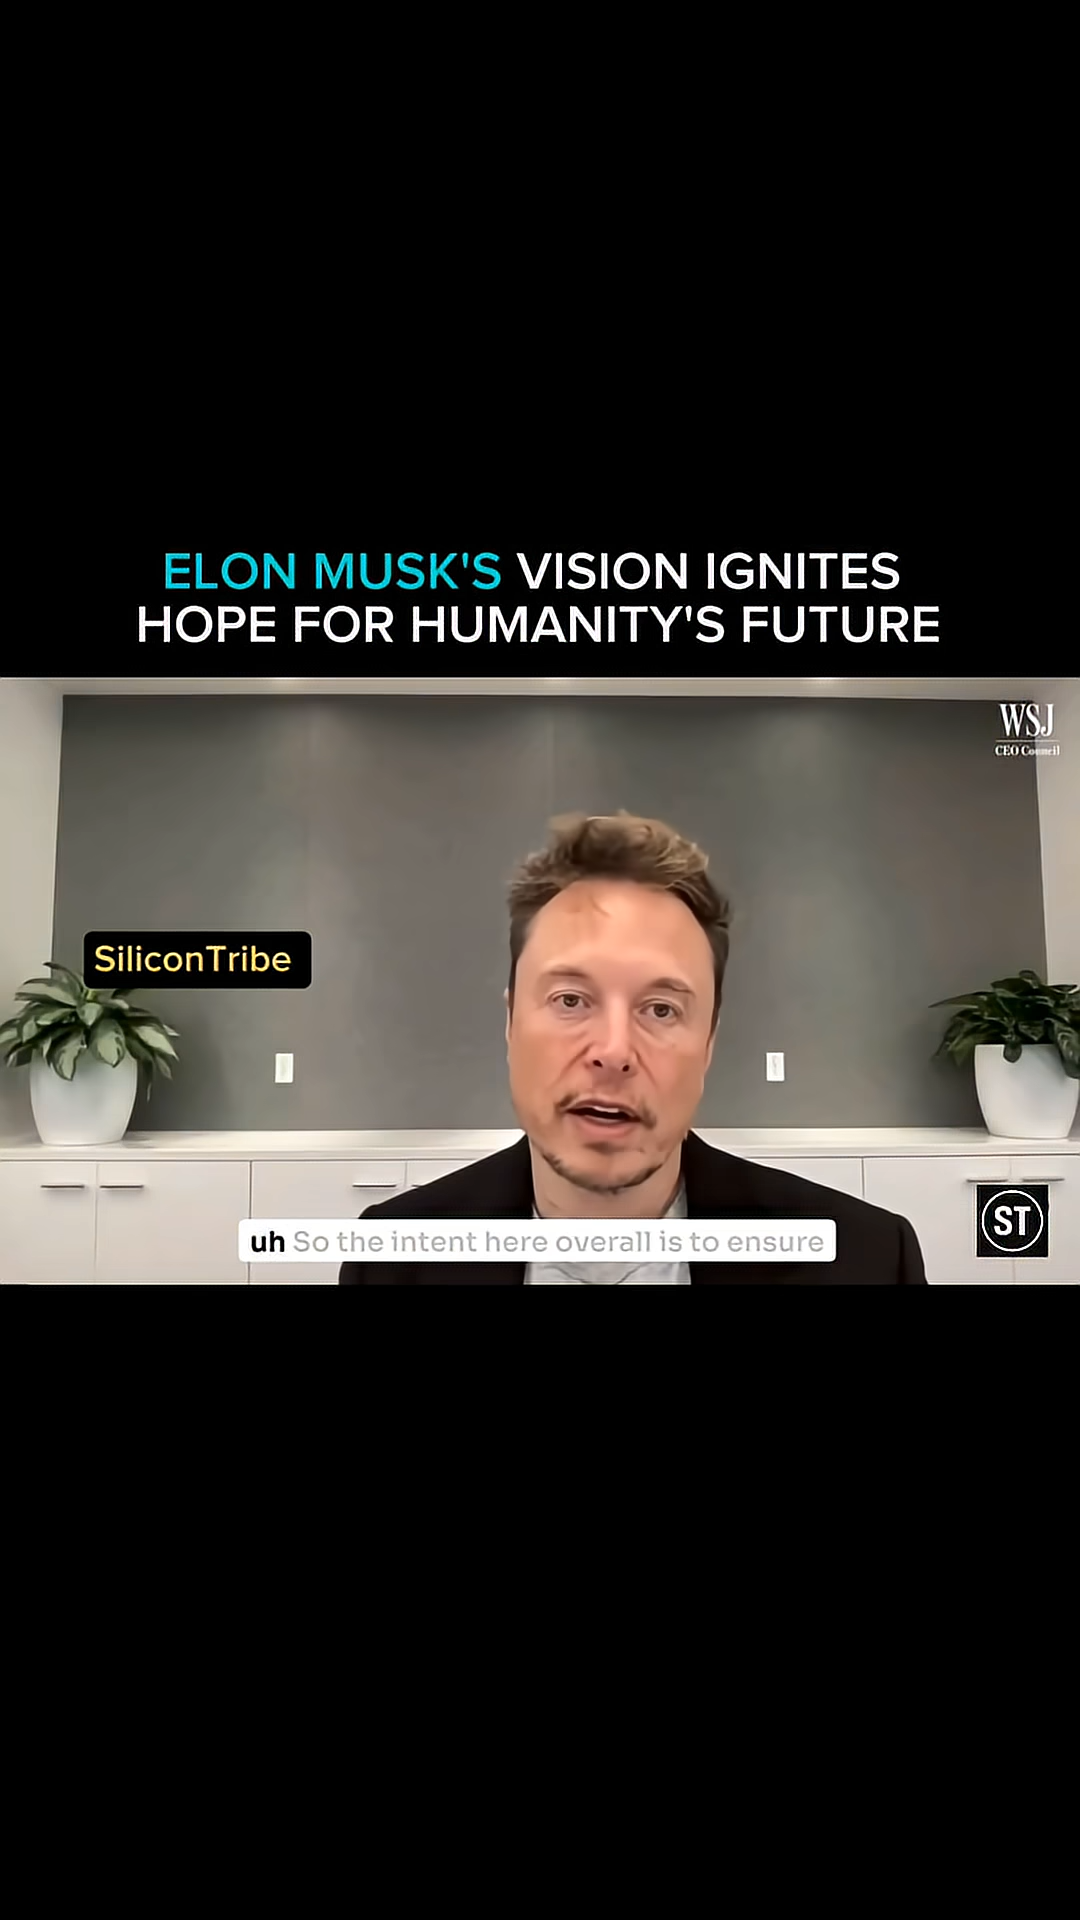 ELON MUSK'S VISION IGNITES
HOPE FOR HUMANITY'S FUTURE
WSJ
CEO Council
SiliconTribe
ST
uh So the intent here overall is to ensure